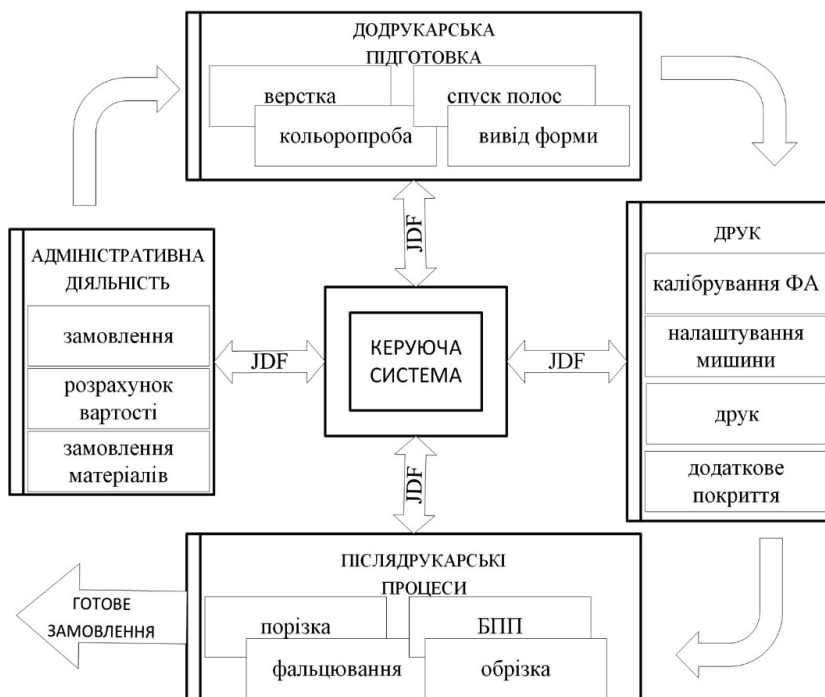 ДОДРУКАРСЬКА
ПІДГОТОВКА
верстка
спуск полос
кольоропроба
вивід форми
JDF
АДМІНІСТРАТИВНА
ДІЯЛЬНІСТЬ
замовлення
розрахунок
вартості
замовлення
матеріалів
JDF
КЕРУЮЧА
СИСТЕМА
JDF
ДРУК
калібрування ФА
налаштування
мишини
друк
додаткове
покриття
JDF
ПІСЛЯДРУКАРСЬКІ
ПРОЦЕСИ
порізка
БПП
фальцювання
обрізка
ГОТОВЕ
ЗАМОВЛЕННЯ